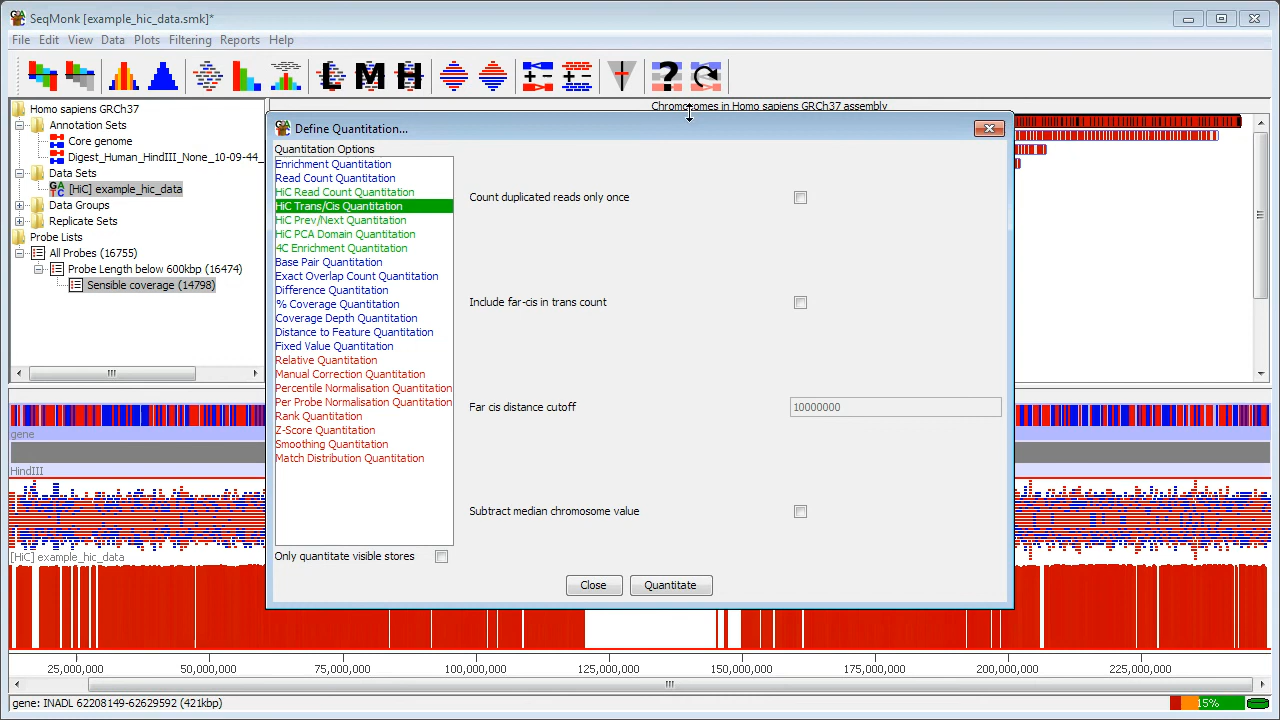 SeqMonk [example_hic_data.smk]*
File Edit View Data Plots Filtering Reports Help
L M H ?
Homo sapiens GRCh37
Annotation Sets
Core genome
Digest_Human_HindIII_None_10-09-44_
Data Sets
[HiC] example_hic_data
Data Groups
Replicate Sets
Probe Lists
All Probes (16755)
Probe Length below 600kbp (16474)
Sensible coverage (14798)
Chromosomes in Homo sapiens GRCh37 assembly
Define Quantitation...
Quantitation Options
Enrichment Quantitation
Read Count Quantitation
HiC Read Count Quantitation
HiC Trans/Cis Quantitation
HiC Prev/Next Quantitation
HiC PCA Domain Quantitation
4C Enrichment Quantitation
Base Pair Quantitation
Exact Overlap Count Quantitation
Difference Quantitation
% Coverage Quantitation
Coverage Depth Quantitation
Distance to Feature Quantitation
Fixed Value Quantitation
Relative Quantitation
Manual Correction Quantitation
Percentile Normalisation Quantitation
Per Probe Normalisation Quantitation
Rank Quantitation
Z-Score Quantitation
Smoothing Quantitation
Match Distribution Quantitation
Only quantitate visible stores
Count duplicated reads only once
Include far-cis in trans count
Far cis distance cutoff
10000000
Subtract median chromosome value
Close Quantitate
gene
HindIII
[HiC] example_hic_data
25,000,000 50,000,000 75,000,000 100,000,000 125,000,000 150,000,000 175,000,000 200,000,000 225,000,000
gene: INADL 62208149-62629592 (421kbp)
15%